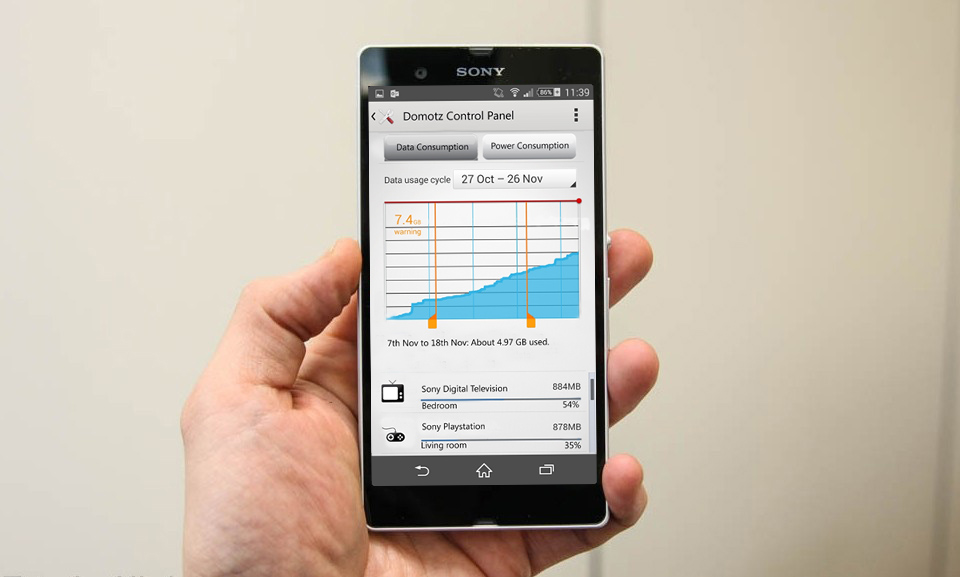 SONY
86% 11:39
Domotz Control Panel
Data Consumption Power Consumption
Data usage cycle 27 Oct – 26 Nov
7.4GB
warning
7th Nov to 18th Nov: About 4.97 GB used.
Sony Digital Television 884MB
Bedroom 54%
Sony Playstation 878MB
Living room 35%